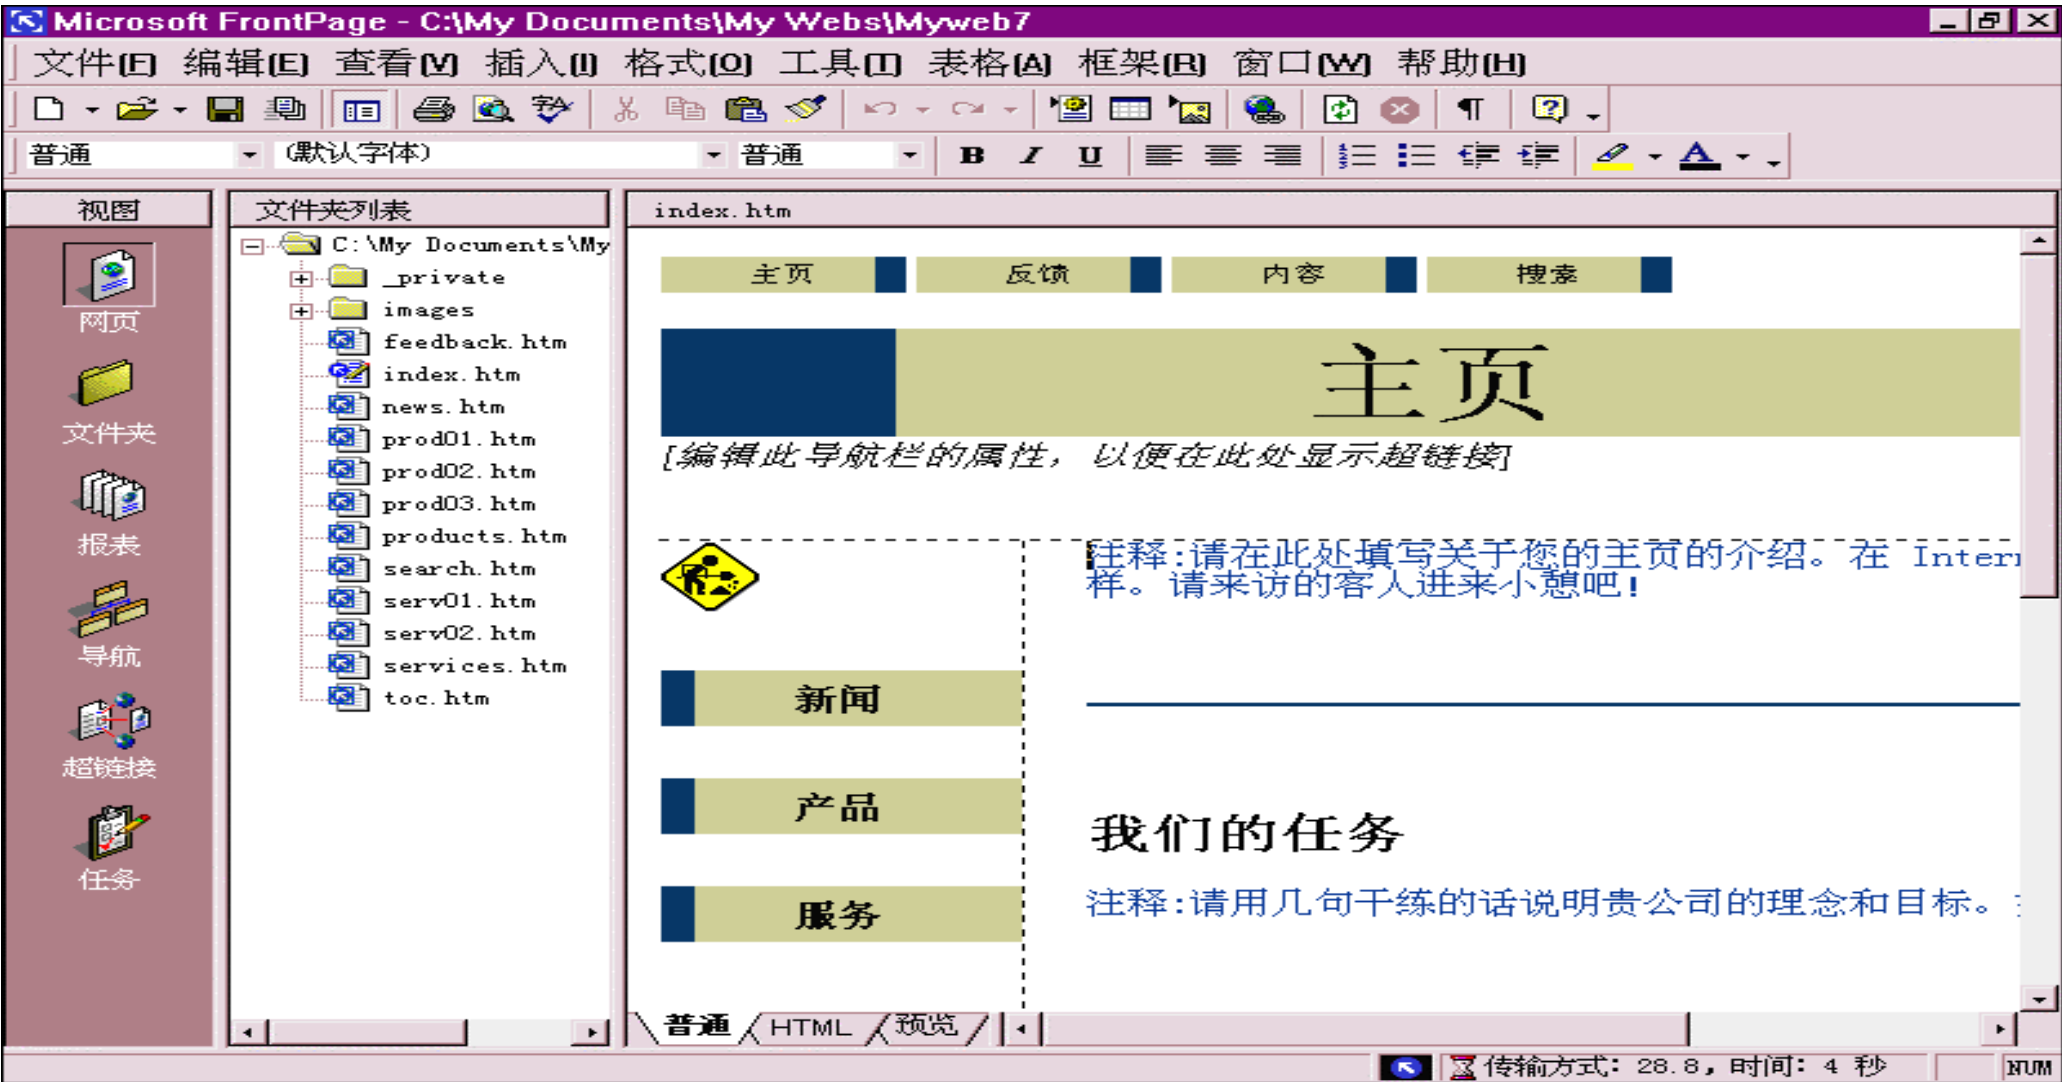 Microsoft FrontPage - C:\My Documents\My Webs\Myweb7
文件(F) 编辑(E) 查看(V) 插入(I) 格式(O) 工具(T) 表格(A) 框架(R) 窗口(W) 帮助(H)
普通 (默认字体) 普通 B I U A
视图
网页
文件夹
报表
导航
超链接
任务
文件夹列表
C:\My Documents\My
_private
images
feedback.htm
index.htm
news.htm
prod01.htm
prod02.htm
prod03.htm
products.htm
search.htm
serv01.htm
serv02.htm
services.htm
toc.htm
index.htm
主页 反馈 内容 搜索
主页
[编辑此导航栏的属性，以便在此处显示超链接]
注释:请在此处填写关于您的主页的介绍。在 Intern
样。请来访的客人进来小憩吧!
新闻
产品
服务
我们的任务
注释:请用几句干练的话说明贵公司的理念和目标。
普通 HTML 预览
传输方式: 28.8, 时间: 4 秒 NUM